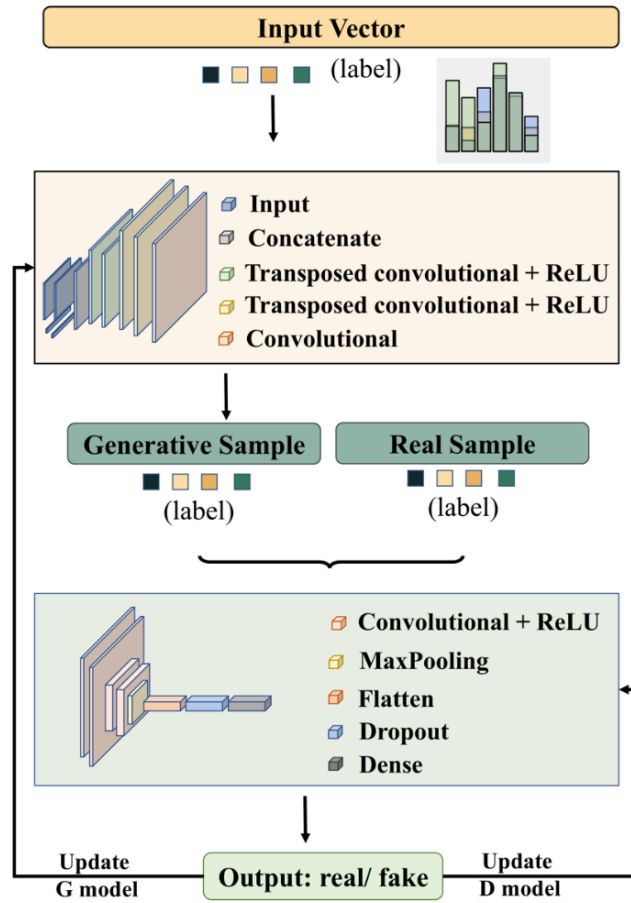 Input Vector
(label)
Input
Concatenate
Transposed convolutional + ReLU
Transposed convolutional + ReLU
Convolutional
Generative Sample
Real Sample
(label)
(label)
Convolutional + ReLU
MaxPooling
Flatten
Dropout
Dense
Update
G model
Output: real/ fake
Update
D model